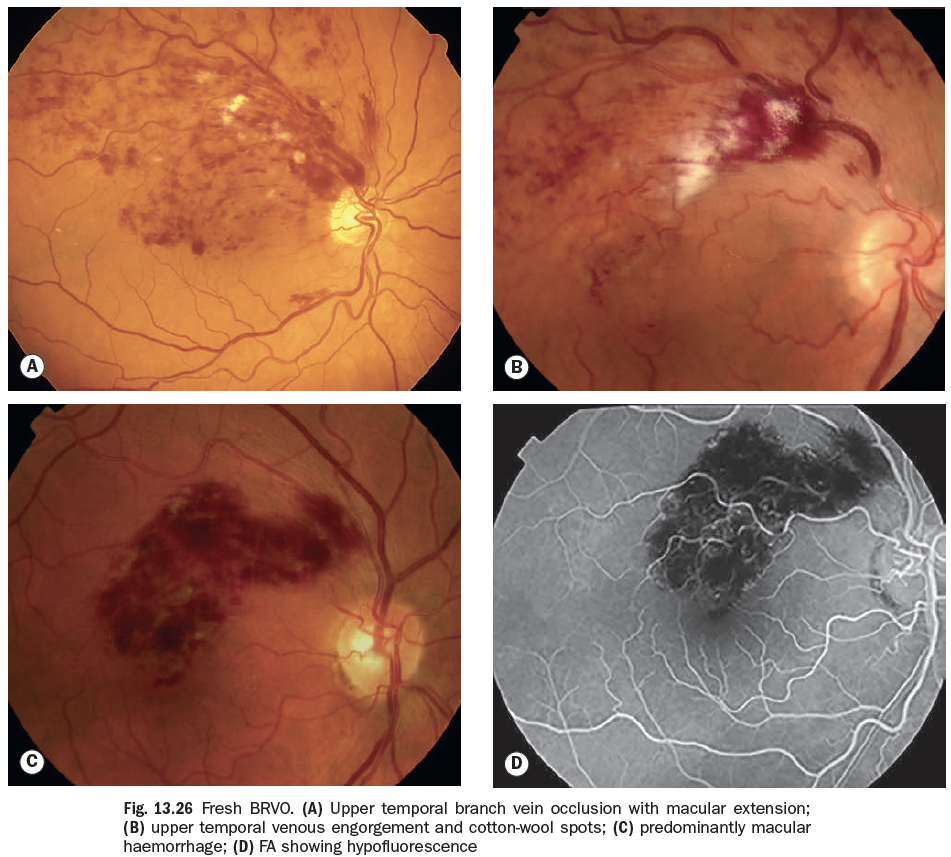 A
B
C
D
Fig. 13.26 Fresh BRVO. (A) Upper temporal branch vein occlusion with macular extension;
(B) upper temporal venous engorgement and cotton-wool spots; (C) predominantly macular
haemorrhage; (D) FA showing hypofluorescence